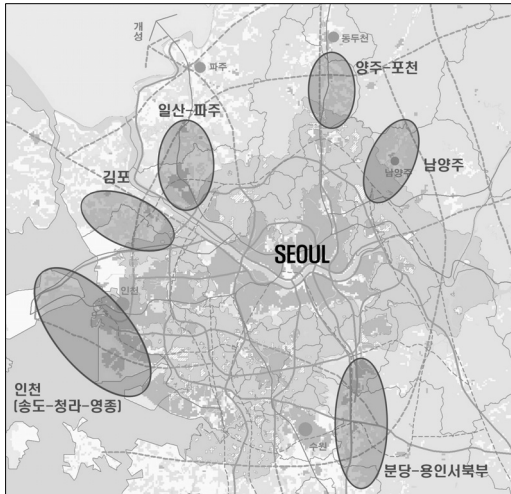 개성
동두천
파주
양주-포천
일산-파주
남양주
남양주
김포
SEOUL
인천
인천
[송도-청라-영종]
수원
분당-용인서북부